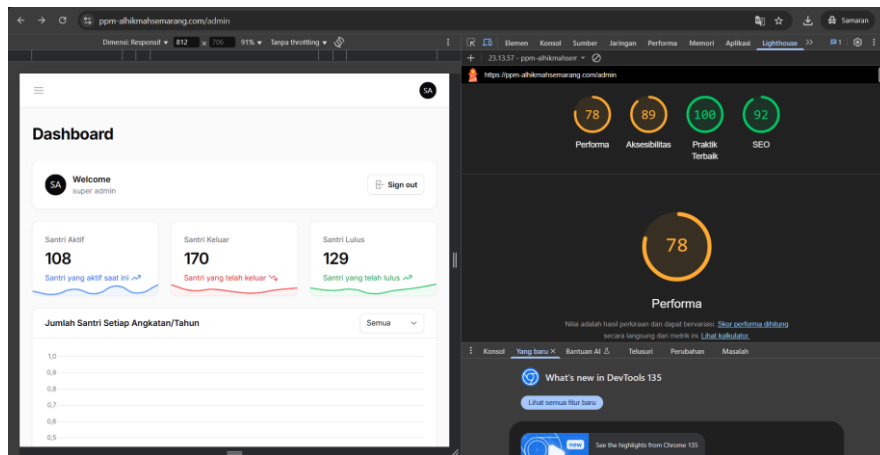 ppm-alhikmahsemarang.com/admin
Samaran
Dimensi: Responsif 812 x 706 91% Tanpa throttling
SA
Dashboard
SA
Welcome
super admin
Sign out
Santri Aktif
108
Santri yang aktif saat ini
Santri Keluar
170
Santri yang telah keluar
Santri Lulus
129
Santri yang telah lulus
Jumlah Santri Setiap Angkatan/Tahun
Semua
1,0
0,9
0,8
0,7
0,6
0,5
Elemen Konsol Sumber Jaringan Performa Memori Aplikasi Lighthouse 1
23.13.57 - ppm-alhikmahsem
https://ppm-alhikmahsemarang.com/admin
78 89 100 92
Performa Aksesibilitas Praktik Terbaik SEO
78
Performa
Nilai adalah hasil perkiraan dan dapat bervariasi. Skor performa dihitung
secara langsung dari metrik ini. Lihat kalkulator.
Konsol Yang baru Bantuan AI Telusuri Perubahan Masalah
What's new in DevTools 135
Lihat semua fitur baru
new
See the highlights from Chrome 135